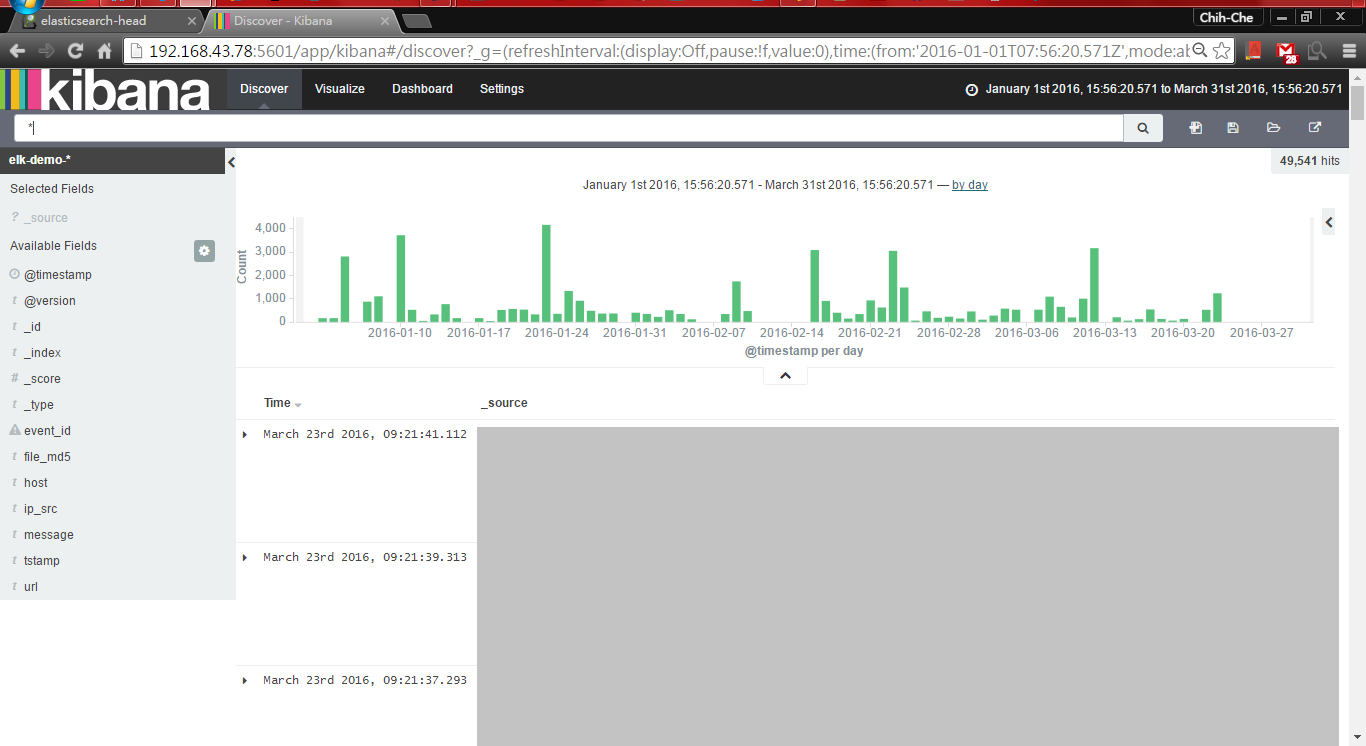 elasticsearch-head
Discover - Kibana
Chih-Che
192.168.43.78:5601/app/kibana#/discover?_g=(refreshInterval:(display:Off,pause:!f,value:0),time:(from:'2016-01-01T07:56:20.571Z',mode:ab
28
kibana
Discover Visualize Dashboard Settings
January 1st 2016, 15:56:20.571 to March 31st 2016, 15:56:20.571
*
elk-demo-*
49,541 hits
Selected Fields
? _source
Available Fields
@timestamp
t @version
t _id
t _index
# _score
t _type
event_id
t file_md5
t host
t ip_src
t message
t tstamp
t url
January 1st 2016, 15:56:20.571 - March 31st 2016, 15:56:20.571 — by day
Count
4,000
3,000
2,000
1,000
0
2016-01-10 2016-01-17 2016-01-24 2016-01-31 2016-02-07 2016-02-14 2016-02-21 2016-02-28 2016-03-06 2016-03-13 2016-03-20 2016-03-27
@timestamp per day
Time _source
March 23rd 2016, 09:21:41.112
March 23rd 2016, 09:21:39.313
March 23rd 2016, 09:21:37.293